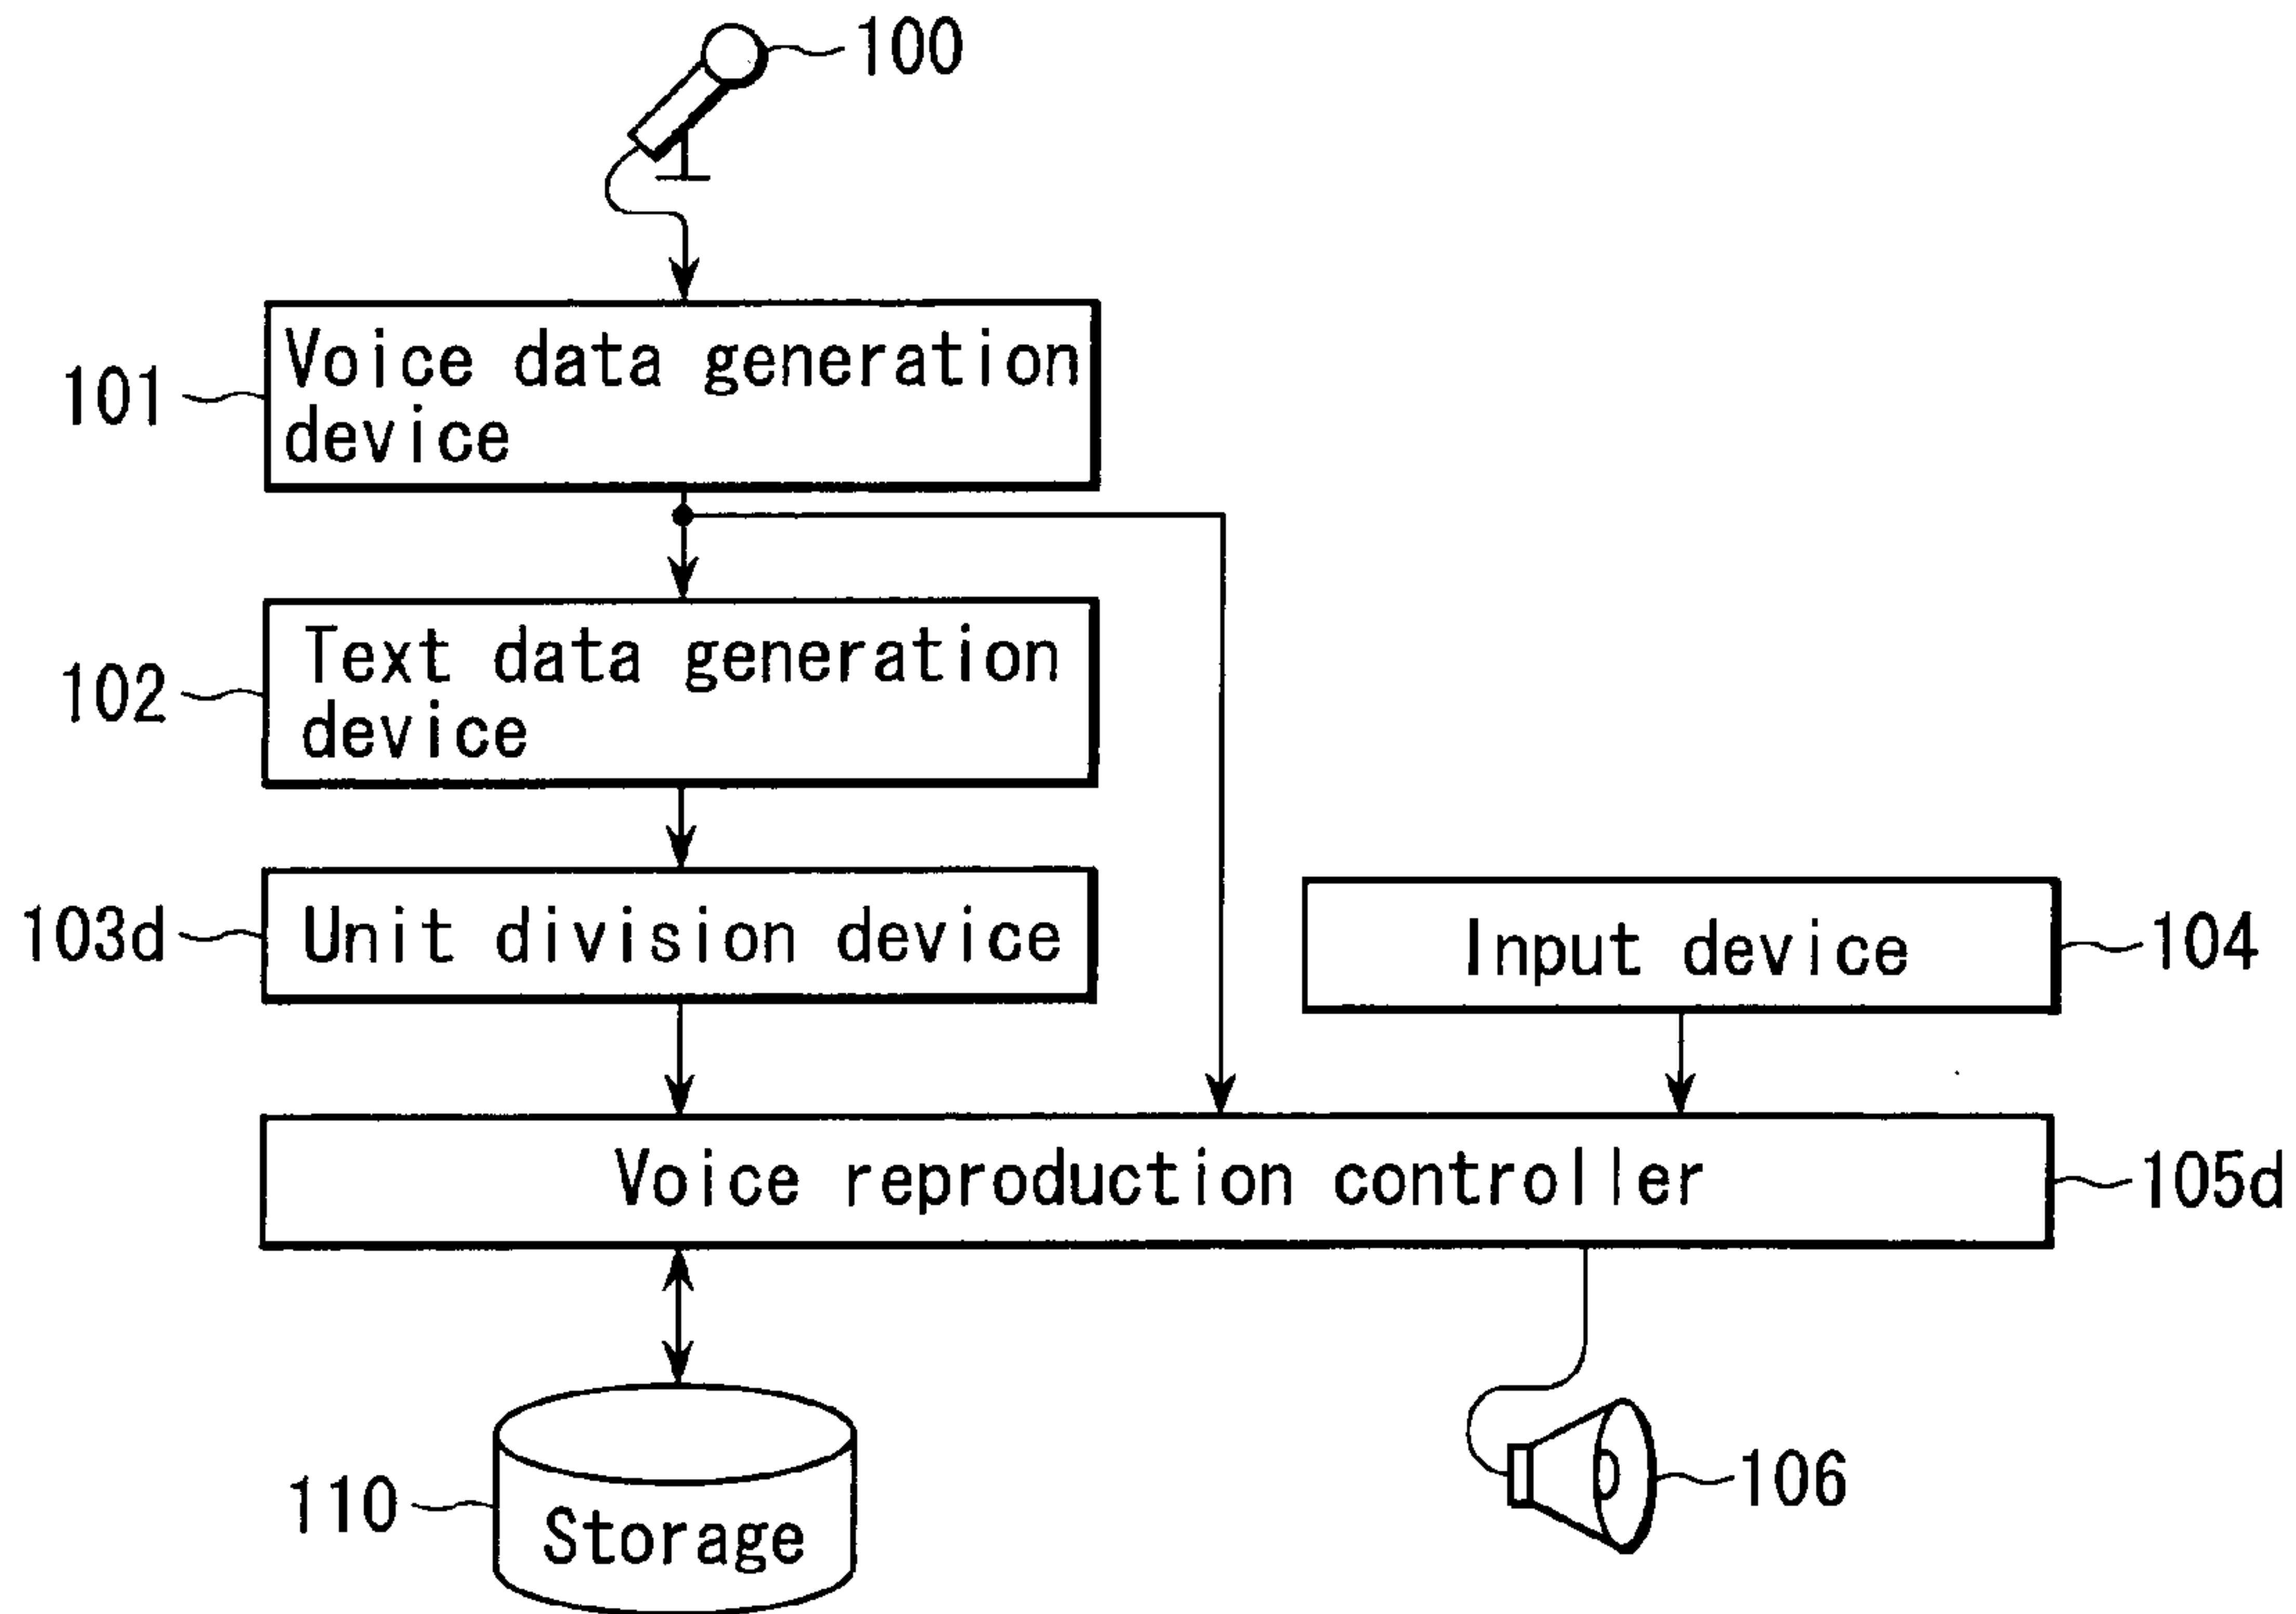 100
Voice data generation
device
101
Text data generation
device
102
103d
Unit division device
Input device
104
Voice reproduction controller
105d
110
Storage
106